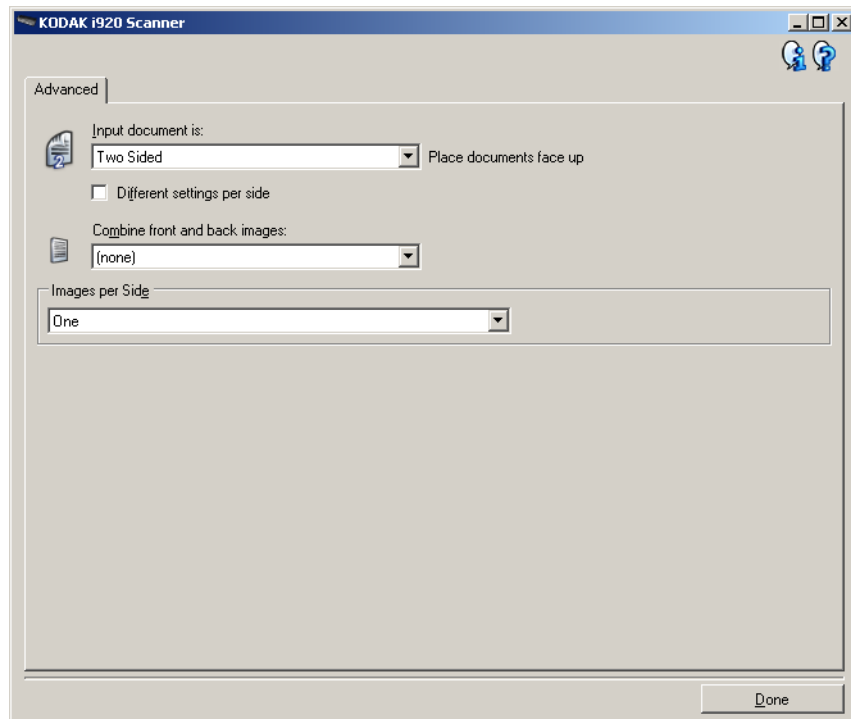 KODAK i920 Scanner
Advanced
Input document is:
Two Sided
Place documents face up
Different settings per side
Combine front and back images:
(none)
Images per Side
One
Done